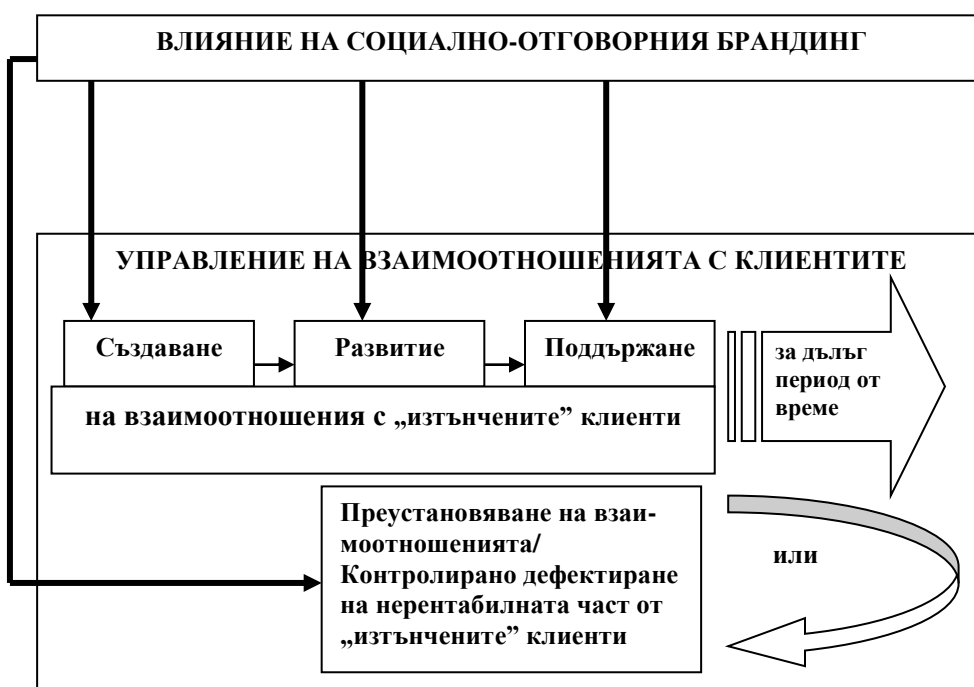 ВЛИЯНИЕ НА СОЦИАЛНО-ОТГОВОРНИЯ БРАНДИНГ
УПРАВЛЕНИЕ НА ВЗАИМООТНОШЕНИЯТА С КЛИЕНТИТЕ
Създаване
Развитие
Поддържане
на взаимоотношения с „изтънчените” клиенти
за дълъг
период от
време
Преустановяване на взаи-
моотношенията/
Контролирано дефектиране
на нерентабилната част от
„изтънчените” клиенти
или